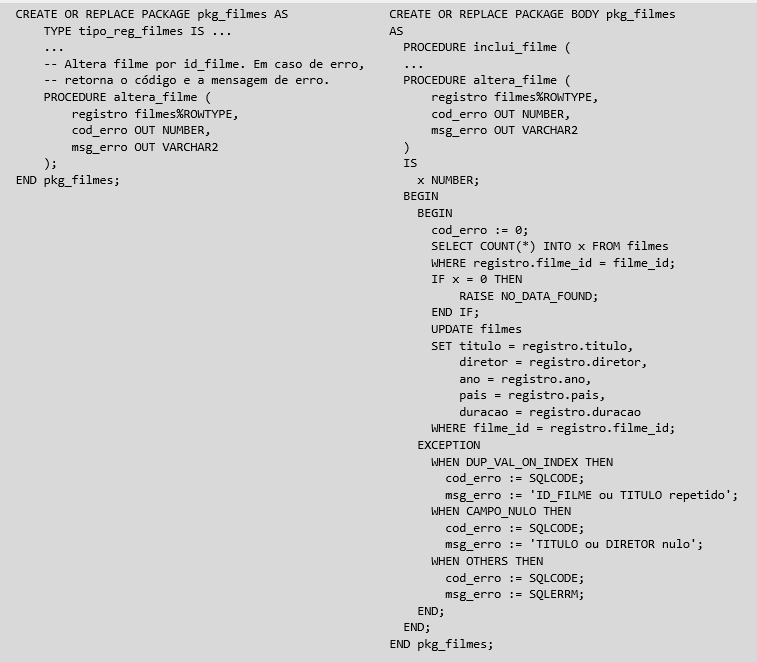 CREATE OR REPLACE PACKAGE pkg_filmes AS
    TYPE tipo_reg_filmes IS ...
    ...
    -- Altera filme por id_filme. Em caso de erro,
    -- retorna o código e a mensagem de erro.
    PROCEDURE altera_filme (
        registro filmes%ROWTYPE,
        cod_erro OUT NUMBER,
        msg_erro OUT VARCHAR2
    );
END pkg_filmes;
CREATE OR REPLACE PACKAGE BODY pkg_filmes
AS
  PROCEDURE inclui_filme (
  ...
  PROCEDURE altera_filme (
      registro filmes%ROWTYPE,
      cod_erro OUT NUMBER,
      msg_erro OUT VARCHAR2
  )
  IS
    x NUMBER;
  BEGIN
    BEGIN
      cod_erro := 0;
      SELECT COUNT(*) INTO x FROM filmes
      WHERE registro.filme_id = filme_id;
      IF x = 0 THEN
          RAISE NO_DATA_FOUND;
      END IF;
      UPDATE filmes
      SET titulo = registro.titulo,
          diretor = registro.diretor,
          ano = registro.ano,
          pais = registro.pais,
          duracao = registro.duracao
      WHERE filme_id = registro.filme_id;
    EXCEPTION
      WHEN DUP_VAL_ON_INDEX THEN
        cod_erro := SQLCODE;
        msg_erro := 'ID_FILME ou TITULO repetido';
      WHEN CAMPO_NULO THEN
        cod_erro := SQLCODE;
        msg_erro := 'TITULO ou DIRETOR nulo';
      WHEN OTHERS THEN
        cod_erro := SQLCODE;
        msg_erro := SQLERRM;
    END;
  END;
END pkg_filmes;